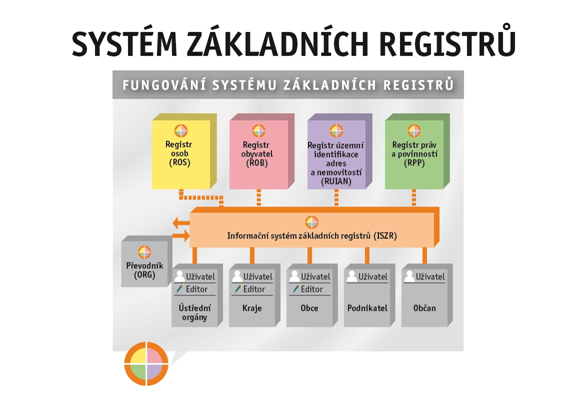 SYSTÉM ZÁKLADNÍCH REGISTRŮ
FUNGOVÁNÍ SYSTÉMU ZÁKLADNÍCH REGISTRŮ
Registr
osob
(ROS)
Registr
obyvatel
(ROB)
Registr územní
identifikace
adres
a nemovitostí
(RUIAN)
Registr práv
a povinností
(RPP)
Informační systém základních registrů (ISZR)
Převodník
(ORG)
Uživatel
Editor
Ústřední
orgány
Uživatel
Editor
Kraje
Uživatel
Editor
Obce
Uživatel
Podnikatel
Uživatel
Občan